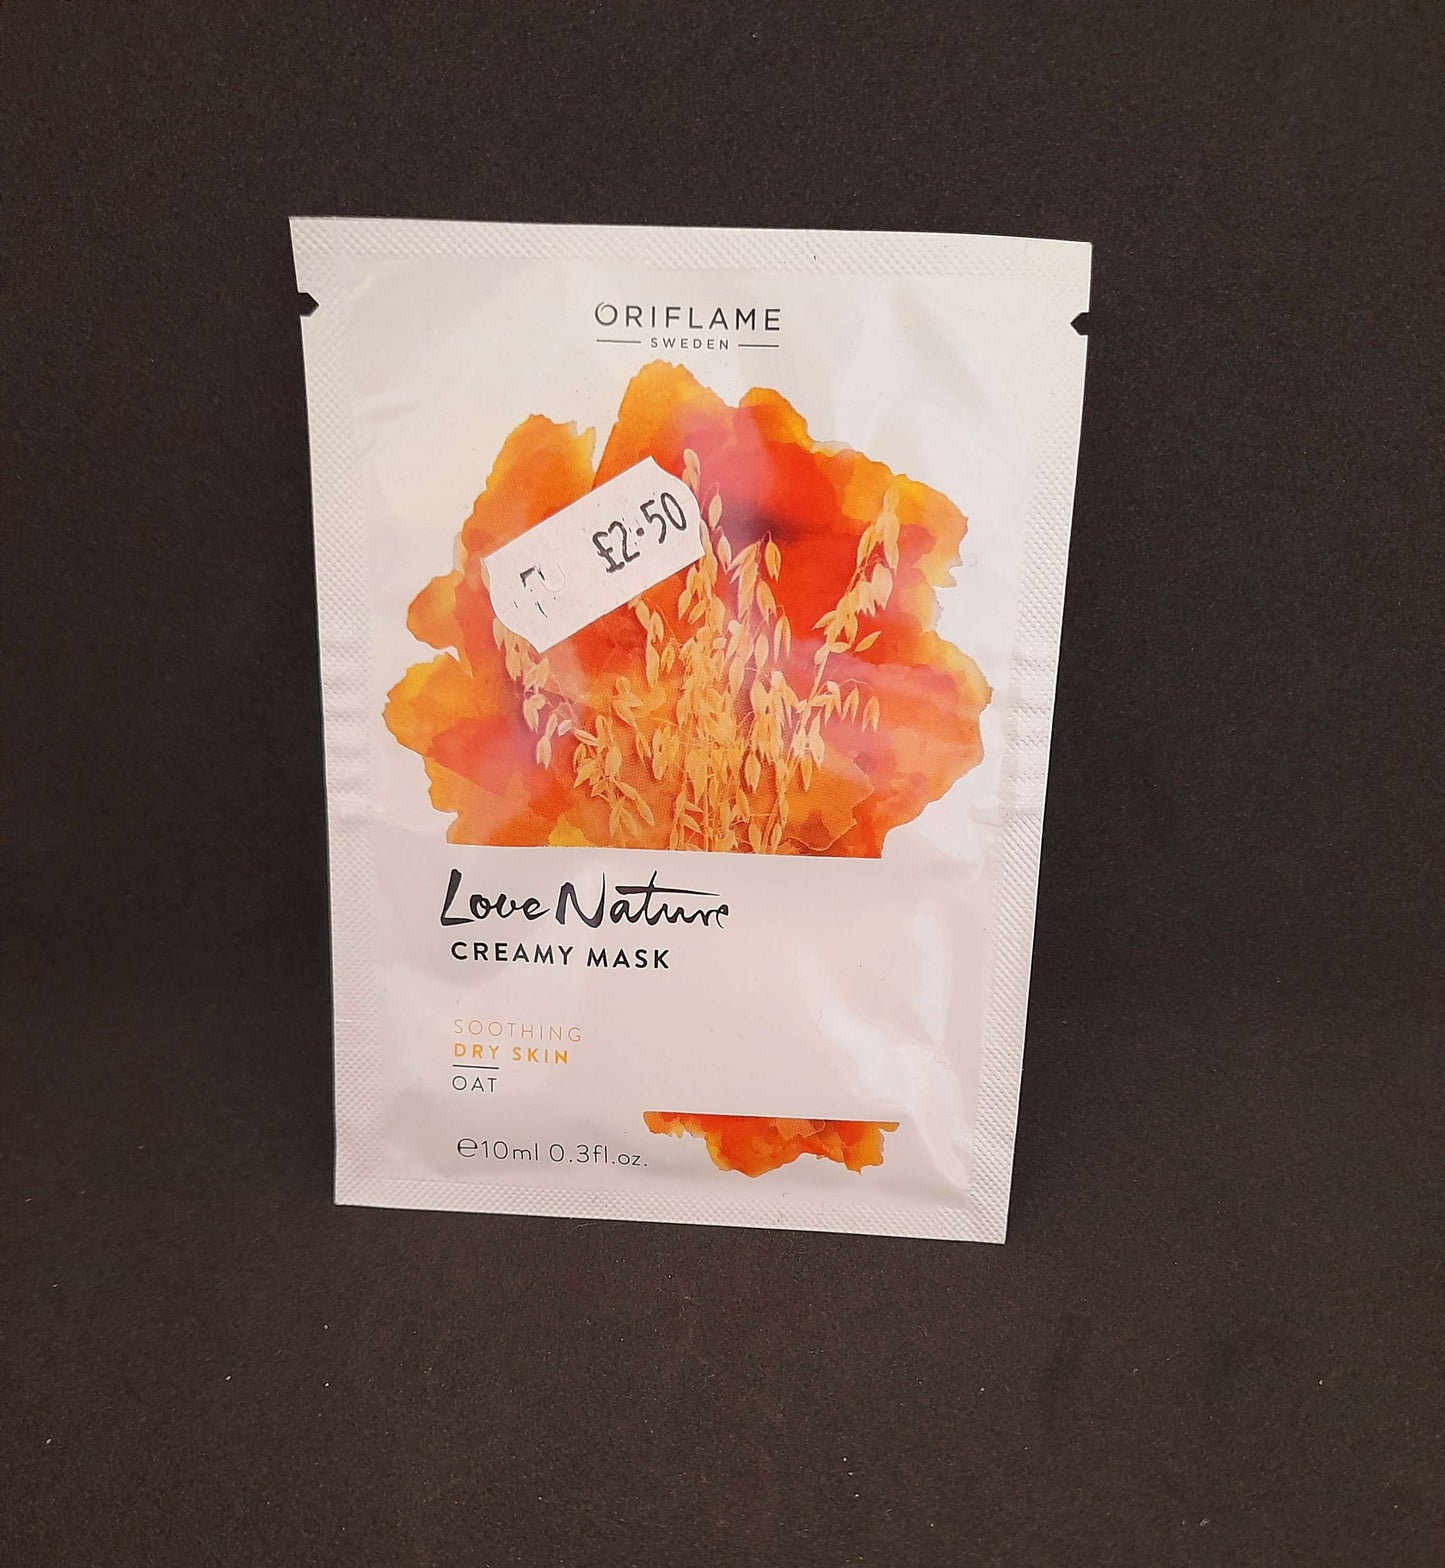 ORIFLAME
SWEDEN
£2.50
Love Nature
CREAMY MASK
SOOTHING
DRY SKIN
OAT
℮10ml 0.3fl.oz.